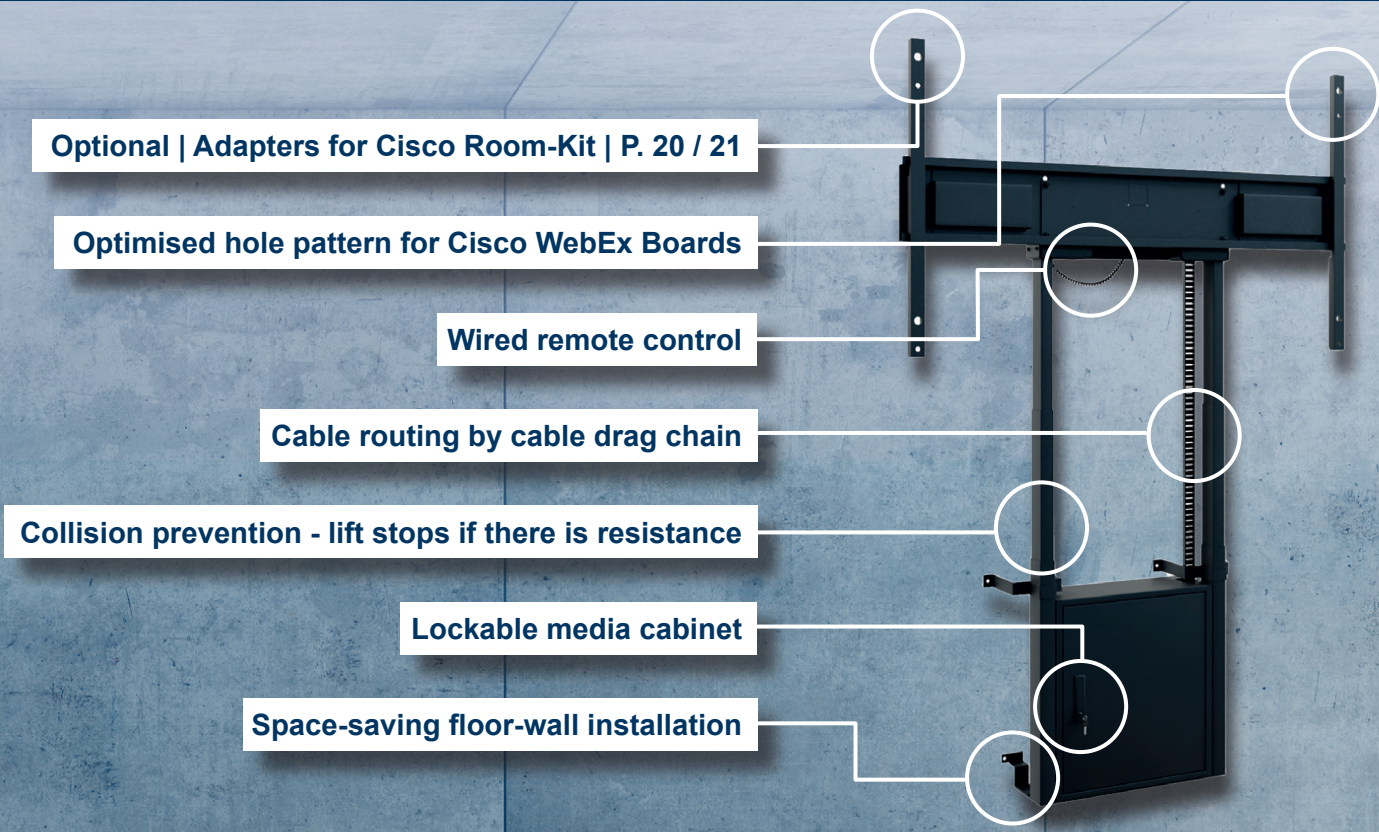 Optional | Adapters for Cisco Room-Kit | P. 20 / 21
Optimised hole pattern for Cisco WebEx Boards
Wired remote control
Cable routing by cable drag chain
Collision prevention - lift stops if there is resistance
Lockable media cabinet
Space-saving floor-wall installation